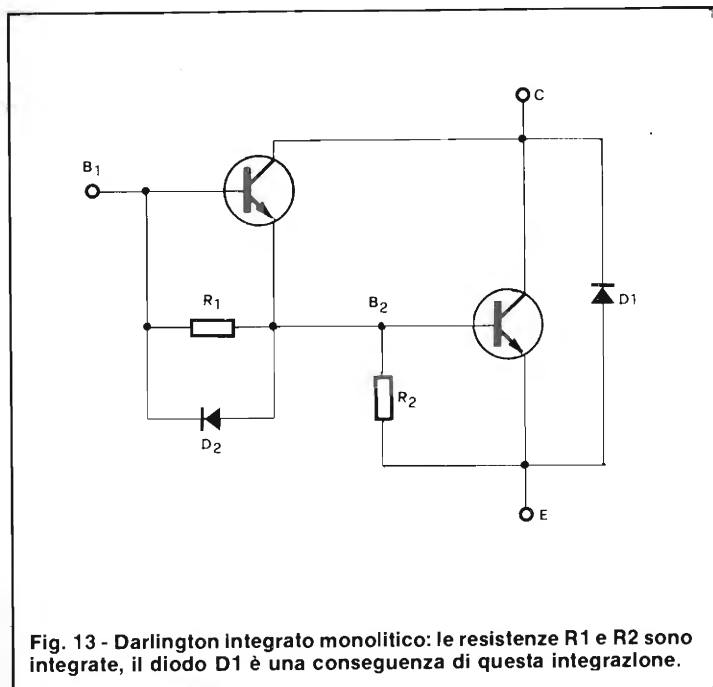 C
B1
R1
B2
D1
R2
D2
E
Fig. 13 - Darlington integrato monolitico: le resistenze R1 e R2 sono
integrate, il diodo D1 è una conseguenza di questa integrazione.